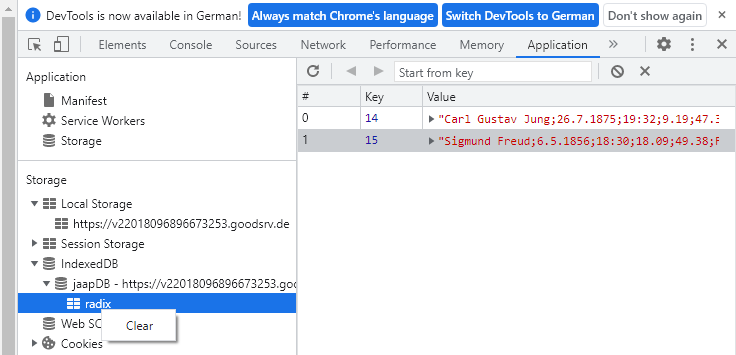 DevTools is now available in German! Always match Chrome's language Switch DevTools to German Don't show again
Elements Console Sources Network Performance Memory Application
Application
Manifest
Service Workers
Storage
Storage
Local Storage
https://v22018096896673253.goodsrv.de
Session Storage
IndexedDB
jaapDB - https://v22018096896673253.goo
radix
Clear
Web SC
Cookies
Start from key
# Key Value
0 14 "Carl Gustav Jung;26.7.1875;19:32;9.19;47.3
1 15 "Sigmund Freud;6.5.1856;18:30;18.09;49.38;F